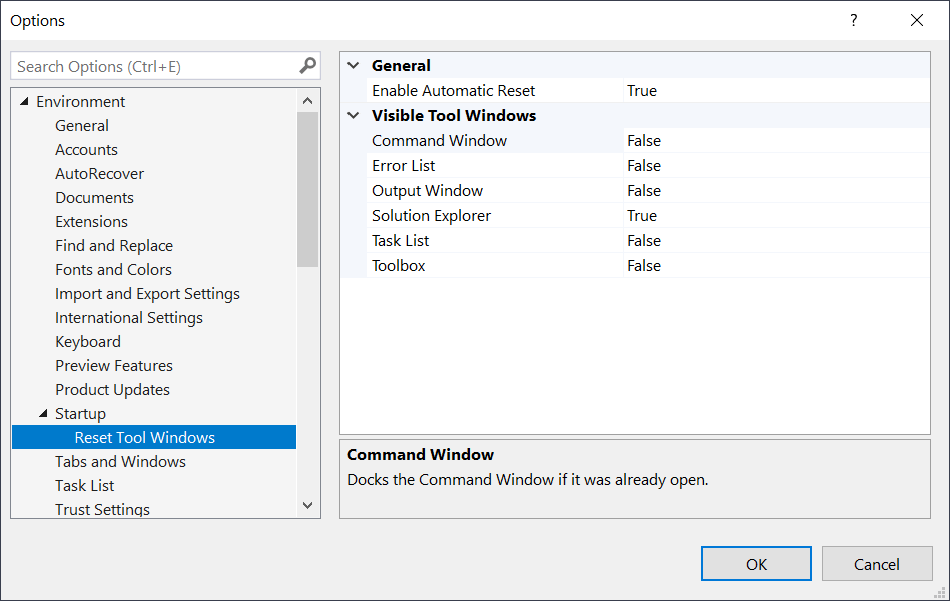 Options
?
Search Options (Ctrl+E)
Environment
General
Accounts
AutoRecover
Documents
Extensions
Find and Replace
Fonts and Colors
Import and Export Settings
International Settings
Keyboard
Preview Features
Product Updates
Startup
Reset Tool Windows
Tabs and Windows
Task List
Trust Settings
General
Enable Automatic Reset True
Visible Tool Windows
Command Window False
Error List False
Output Window False
Solution Explorer True
Task List False
Toolbox False
Command Window
Docks the Command Window if it was already open.
OK
Cancel